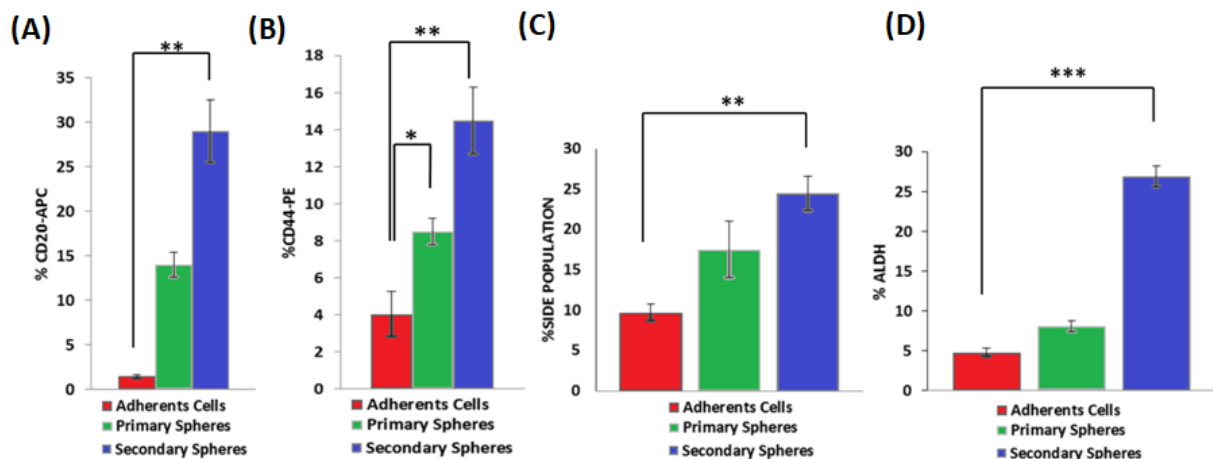 (A)
**
% CD20-APC
35
30
25
20
15
10
5
0
Adherents Cells
Primary Spheres
Secondary Spheres
(B)
**
*
%CD44-PE
18
16
14
12
10
8
6
4
2
0
Adherents Cells
Primary Spheres
Secondary Spheres
(C)
**
%SIDE POPULATION
30
25
20
15
10
5
0
Adherents Cells
Primary Spheres
Secondary Spheres
(D)
***
% ALDH
30
25
20
15
10
5
0
Adherents Cells
Primary Spheres
Secondary Spheres